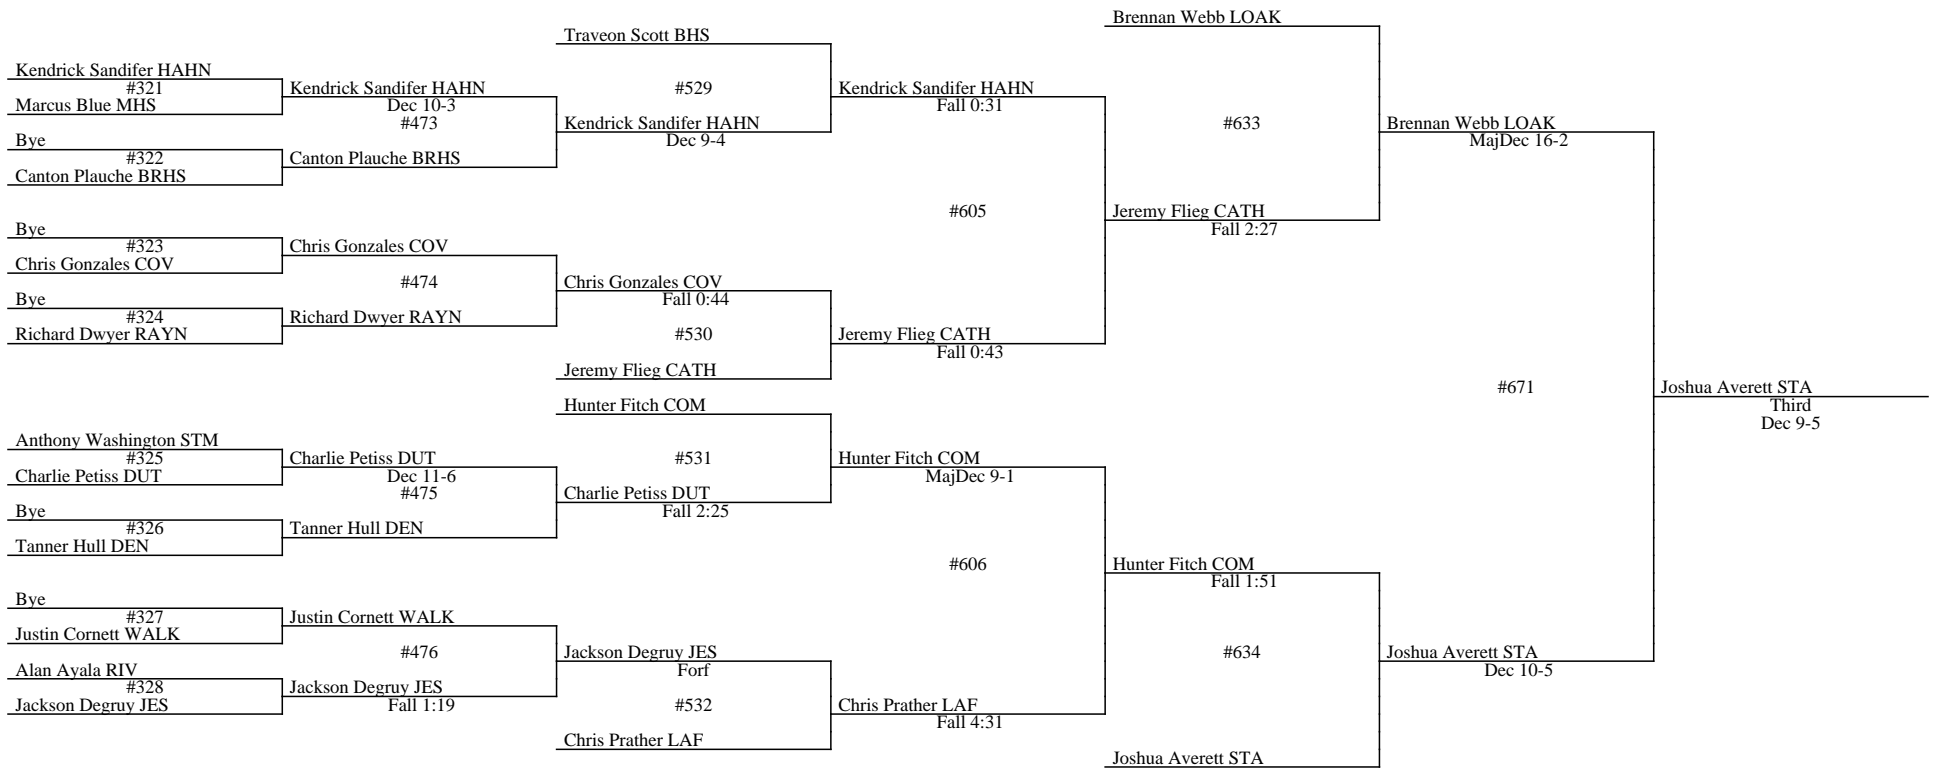 Brennan Webb LOAK
Traveon Scott BHS
Kendrick Sandifer HAHN
#321
Marcus Blue MHS
Kendrick Sandifer HAHN
Dec 10-3
#473
#529
Kendrick Sandifer HAHN
Fall 0:31
Kendrick Sandifer HAHN
Dec 9-4
#633
Brennan Webb LOAK
MajDec 16-2
Bye
#322
Canton Plauche BRHS
Canton Plauche BRHS
#605
Jeremy Flieg CATH
Fall 2:27
Bye
#323
Chris Gonzales COV
Chris Gonzales COV
#474
Chris Gonzales COV
Fall 0:44
Bye
#324
Richard Dwyer RAYN
Richard Dwyer RAYN
#530
Jeremy Flieg CATH
Fall 0:43
Jeremy Flieg CATH
#671
Joshua Averett STA
Third
Dec 9-5
Hunter Fitch COM
Anthony Washington STM
#325
Charlie Petiss DUT
Charlie Petiss DUT
Dec 11-6
#475
#531
Hunter Fitch COM
MajDec 9-1
Charlie Petiss DUT
Fall 2:25
Bye
#326
Tanner Hull DEN
Tanner Hull DEN
#606
Hunter Fitch COM
Fall 1:51
Bye
#327
Justin Cornett WALK
Justin Cornett WALK
#476
Jackson Degruy JES
Forf
#634
Joshua Averett STA
Dec 10-5
Alan Ayala RIV
#328
Jackson Degruy JES
Jackson Degruy JES
Fall 1:19
#532
Chris Prather LAF
Fall 4:31
Chris Prather LAF
Joshua Averett STA